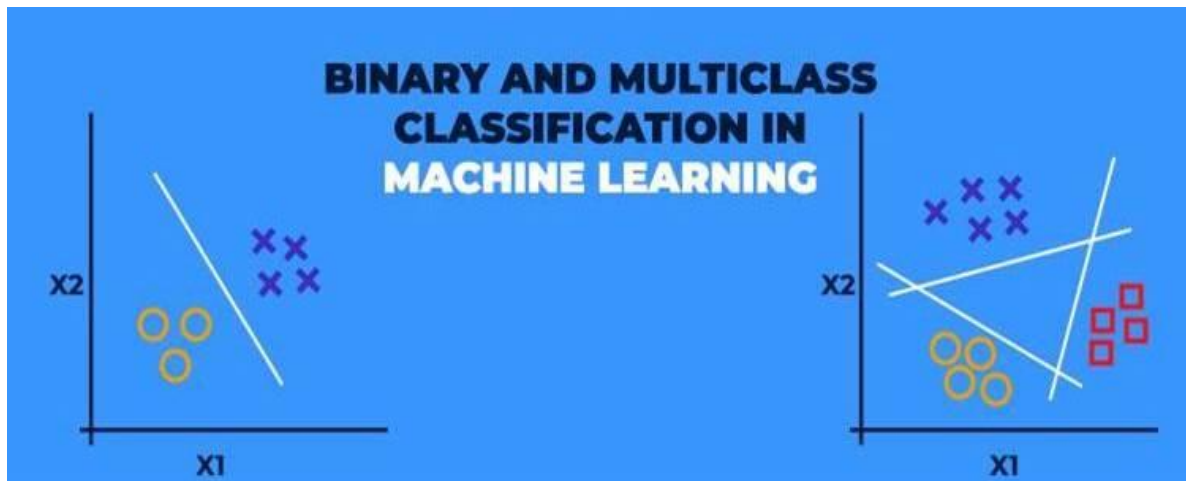 BINARY AND MULTICLASS
CLASSIFICATION IN
MACHINE LEARNING
X2
X1
X2
X1